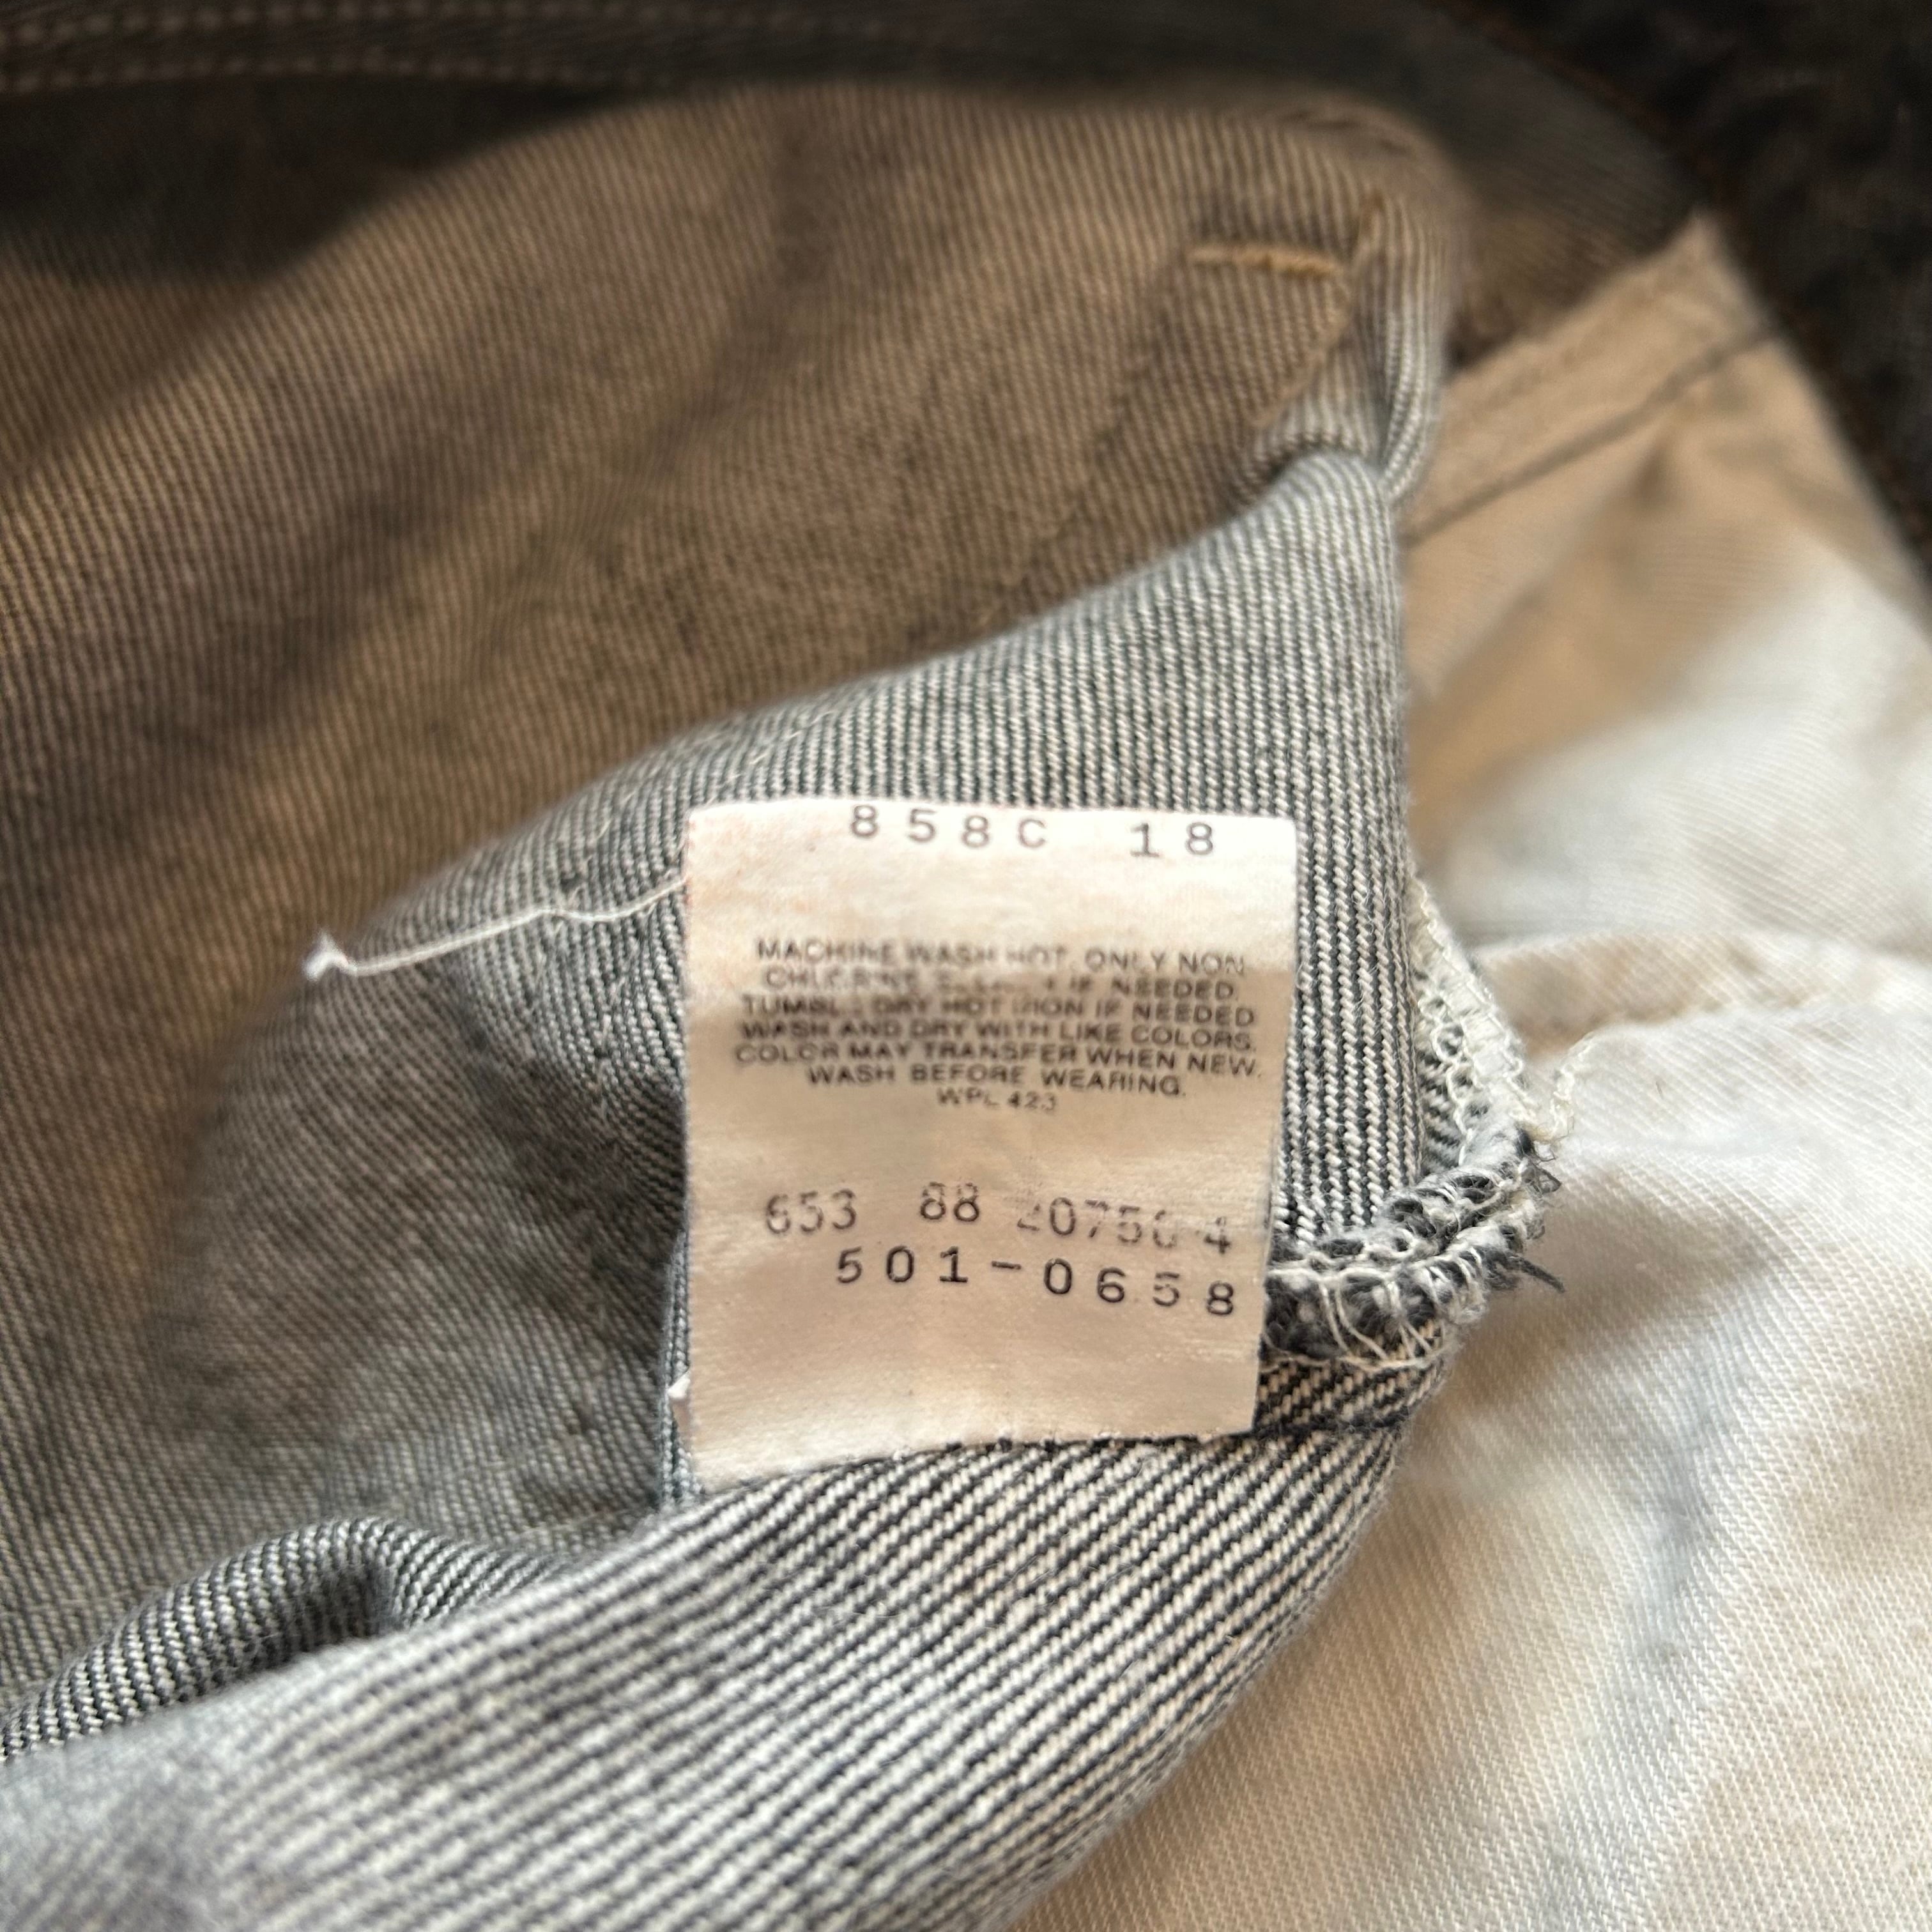 858C 18
MACHINE WASH HOT. ONLY NON
IF NEEDED.
DRY HOT IRON IF NEEDED
WASH AND DRY WITH LIKE COLORS.
COLOR MAY TRANSFER WHEN NEW.
WASH BEFORE WEARING.
WPL 423
653 88
501-0658